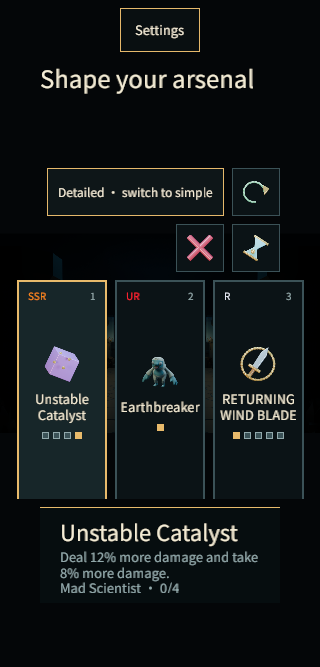 Settings
Shape your arsenal
Detailed · switch to simple
SSR 1
UR 2
R 3
Unstable
Catalyst
Earthbreaker
RETURNING
WIND BLADE
Unstable Catalyst
Deal 12% more damage and take
8% more damage.
Mad Scientist · 0/4